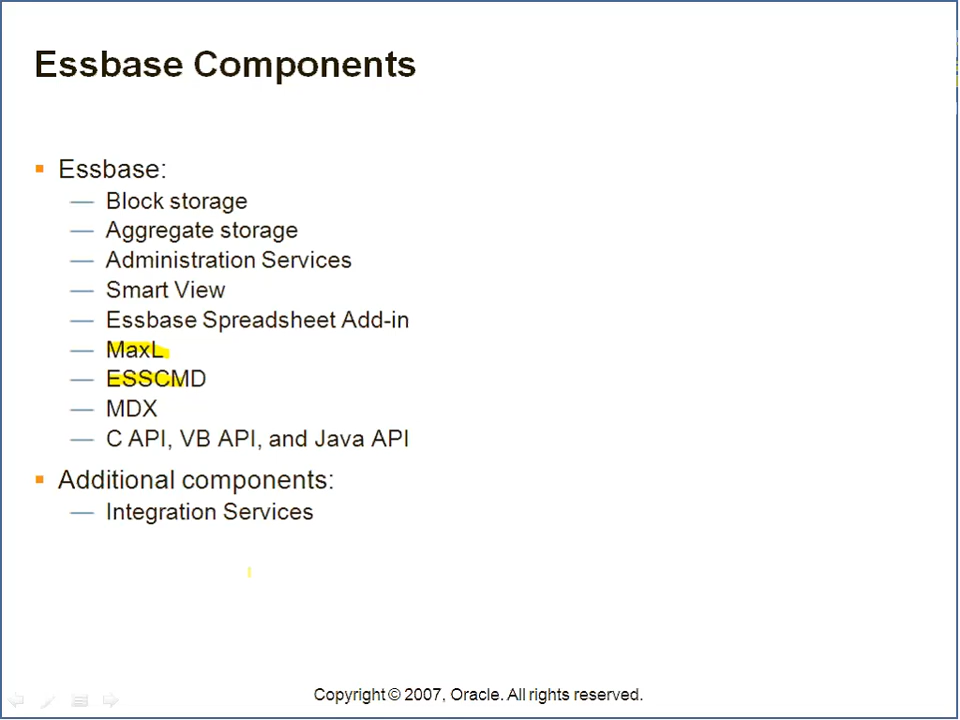 Essbase Components
Essbase:
Block storage
Aggregate storage
Administration Services
Smart View
Essbase Spreadsheet Add-in
MaxL
ESSCMD
MDX
C API, VB API, and Java API
Additional components:
Integration Services
Copyright © 2007, Oracle. All rights reserved.